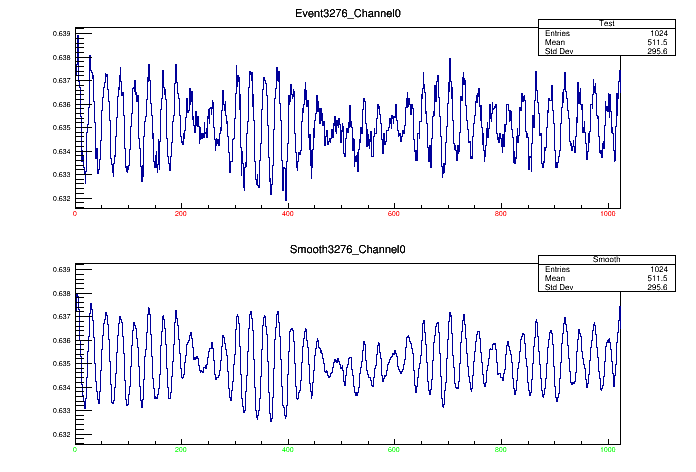 Event3276_Channel0
Test
Entries 1024
Mean 511.5
Std Dev 295.6
0.639
0.638
0.637
0.636
0.635
0.634
0.633
0.632
0 200 400 600 800 1000
Smooth3276_Channel0
Smooth
Entries 1024
Mean 511.5
Std Dev 295.6
0.639
0.638
0.637
0.636
0.635
0.634
0.633
0.632
0 200 400 600 800 1000